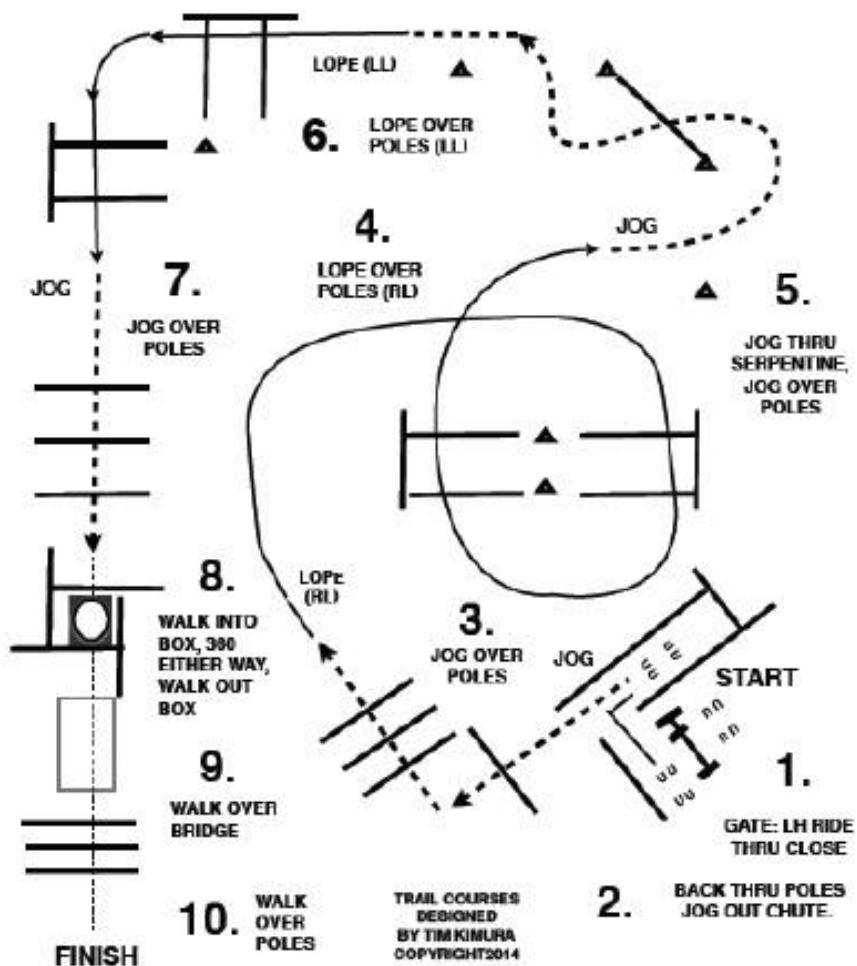 LOPE (LL)
6. LOPE OVER
POLES (LL)
4.
LOPE OVER
POLES (RL)
JOG
JOG
7.
JOG OVER
POLES
5.
JOG THRU
SERPENTINE,
JOG OVER
POLES
LOPE
(RL)
8.
WALK INTO
BOX, 360
EITHER WAY,
WALK OUT
BOX
3.
JOG OVER
POLES
JOG
START
1.
GATE: LH RIDE
THRU CLOSE
9.
WALK OVER
BRIDGE
2. BACK THRU POLES
JOG OUT CHUTE.
10. WALK
OVER
POLES
TRAIL COURSES
DESIGNED
BY TIM KIMURA
COPYRIGHT2014
FINISH